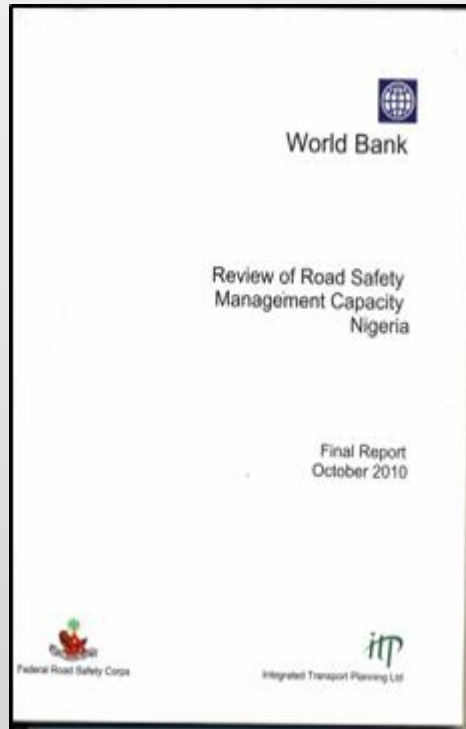 World Bank
Review of Road Safety
Management Capacity
Nigeria
Final Report
October 2010
itp
Federal Road Safety Corps
Integrated Transport Planning Ltd